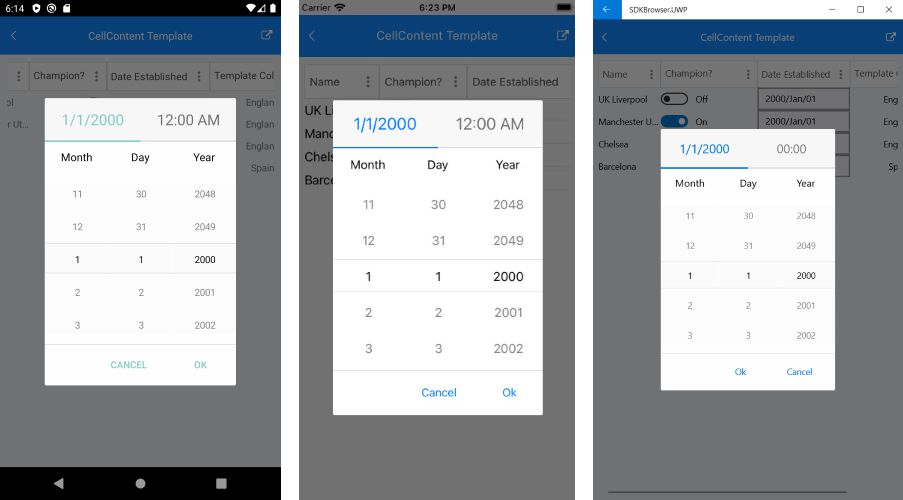 6:14
CellContent Template
Champion?
Date Established
Template Col
ol
Englan
r Ut...
Englan
Englan
Spain
1/1/2000
12:00 AM
Month Day Year
11 30 2048
12 31 2049
1 1 2000
2 2 2001
3 3 2002
CANCEL OK
Carrier
6:23 PM
CellContent Template
Name
Champion?
Date Established
UK Li
Manc
Chels
Barce
1/1/2000
12:00 AM
Month Day Year
11 30 2048
12 31 2049
1 1 2000
2 2 2001
3 3 2002
Cancel Ok
SDKBrowser.UWP
CellContent Template
Name
Champion?
Date Established
Template
UK Liverpool Off 2000/Jan/01 Eng
Manchester U... On 2000/Jan/01 Eng
Chelsea Eng
Barcelona Sp
1/1/2000
00:00
Month Day Year
11 30 2048
12 31 2049
1 1 2000
2 2 2001
3 3 2002
Ok Cancel